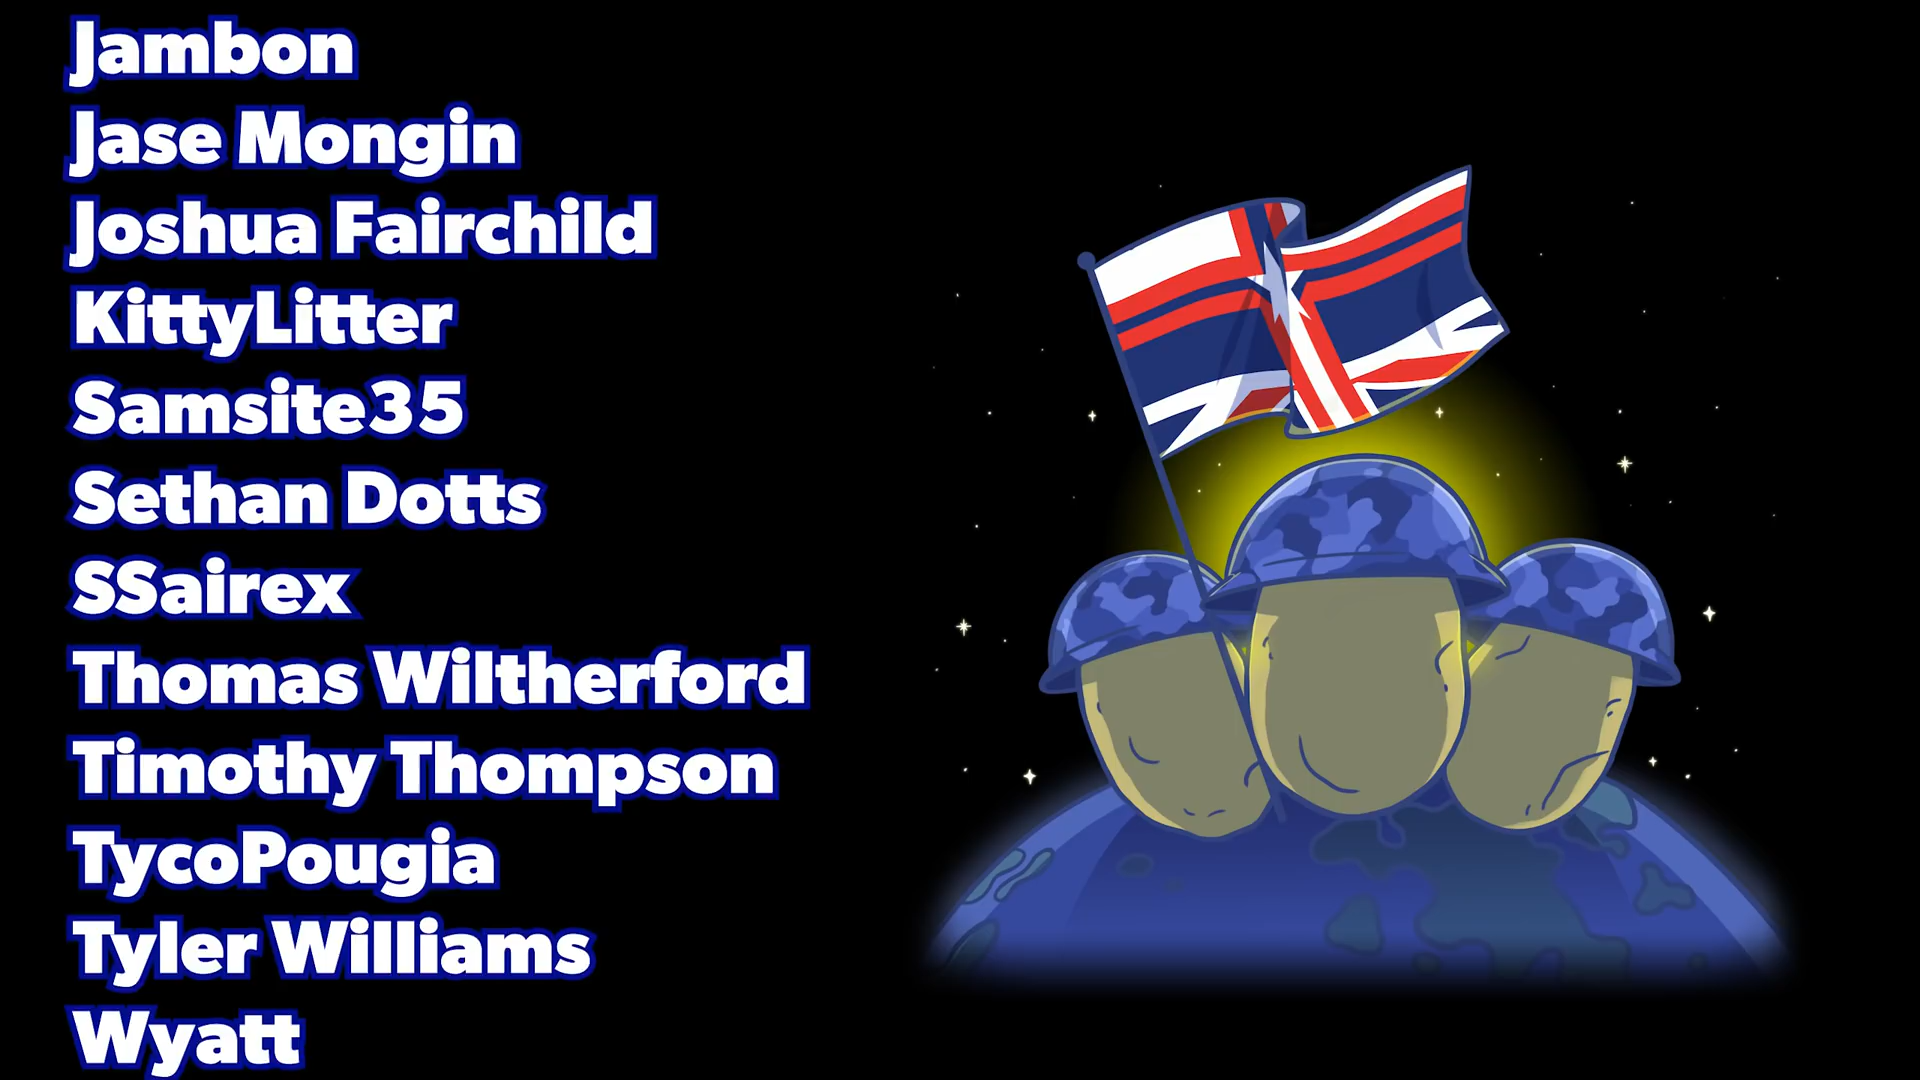 Jambon
Jase Mongin
Joshua Fairchild
KittyLitter
Samsite35
Sethan Dotts
SSairex
Thomas Wiltherford
Timothy Thompson
TycoPougia
Tyler Williams
Wyatt